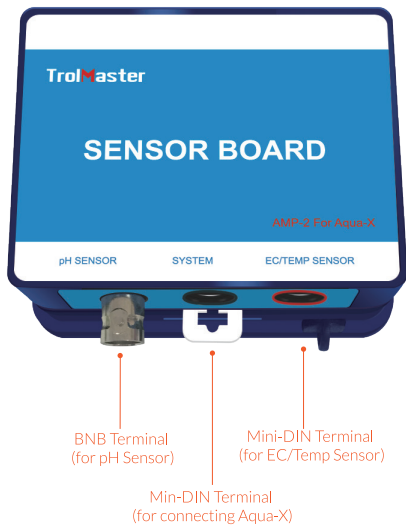 TrolMaster
SENSOR BOARD
AMP-2 For Aqua-X
pH SENSOR SYSTEM EC/TEMP SENSOR
BNB Terminal
(for pH Sensor)
Mini-DIN Terminal
(for EC/Temp Sensor)
Min-DIN Terminal
(for connecting Aqua-X)